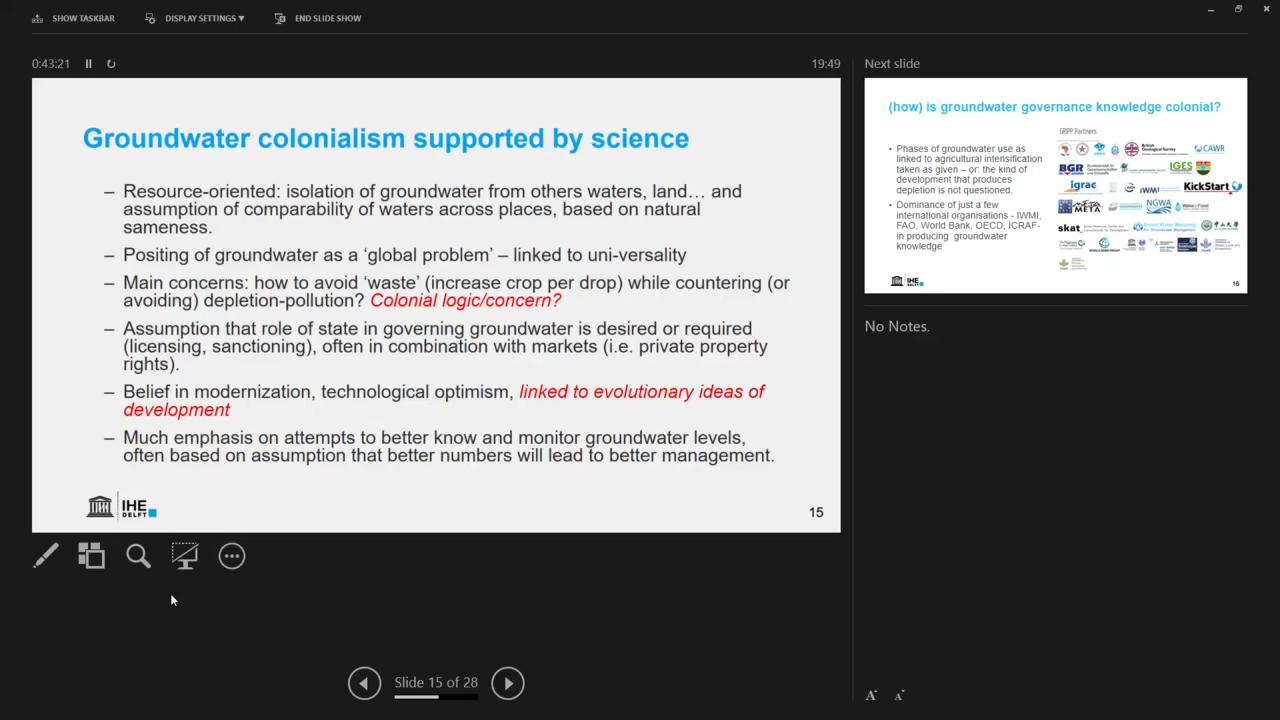 SHOW TASKBAR
DISPLAY SETTINGS ▼
END SLIDE SHOW
0:43:21
19:49
Groundwater colonialism supported by science
– Resource-oriented: isolation of groundwater from others waters, land… and
assumption of comparability of waters across places, based on natural
sameness.
– Positing of groundwater as a ‘global problem’ – linked to uni-versality
– Main concerns: how to avoid ‘waste’ (increase crop per drop) while countering (or
avoiding) depletion-pollution? Colonial logic/concern?
– Assumption that role of state in governing groundwater is desired or required
(licensing, sanctioning), often in combination with markets (i.e. private property
rights).
– Belief in modernization, technological optimism, linked to evolutionary ideas of
development
– Much emphasis on attempts to better know and monitor groundwater levels,
often based on assumption that better numbers will lead to better management.
IHE
DELFT
15
Slide 15 of 28
Next slide
(how) is groundwater governance knowledge colonial?
GRIPP Partners
• Phases of groundwater use as
linked to agricultural intensification
taken as given – or: the kind of
development that produces
depletion is not questioned.
• Dominance of just a few
international organisations - IWMI,
FAO, World Bank, OECD, ICRAF-
in producing groundwater
knowledge
British
Geological Survey
CAWR
BGR
IGES
igrac
IWMI
KickStart
META
NGWA
skat
IHE
DELFT
16
No Notes.
A
A